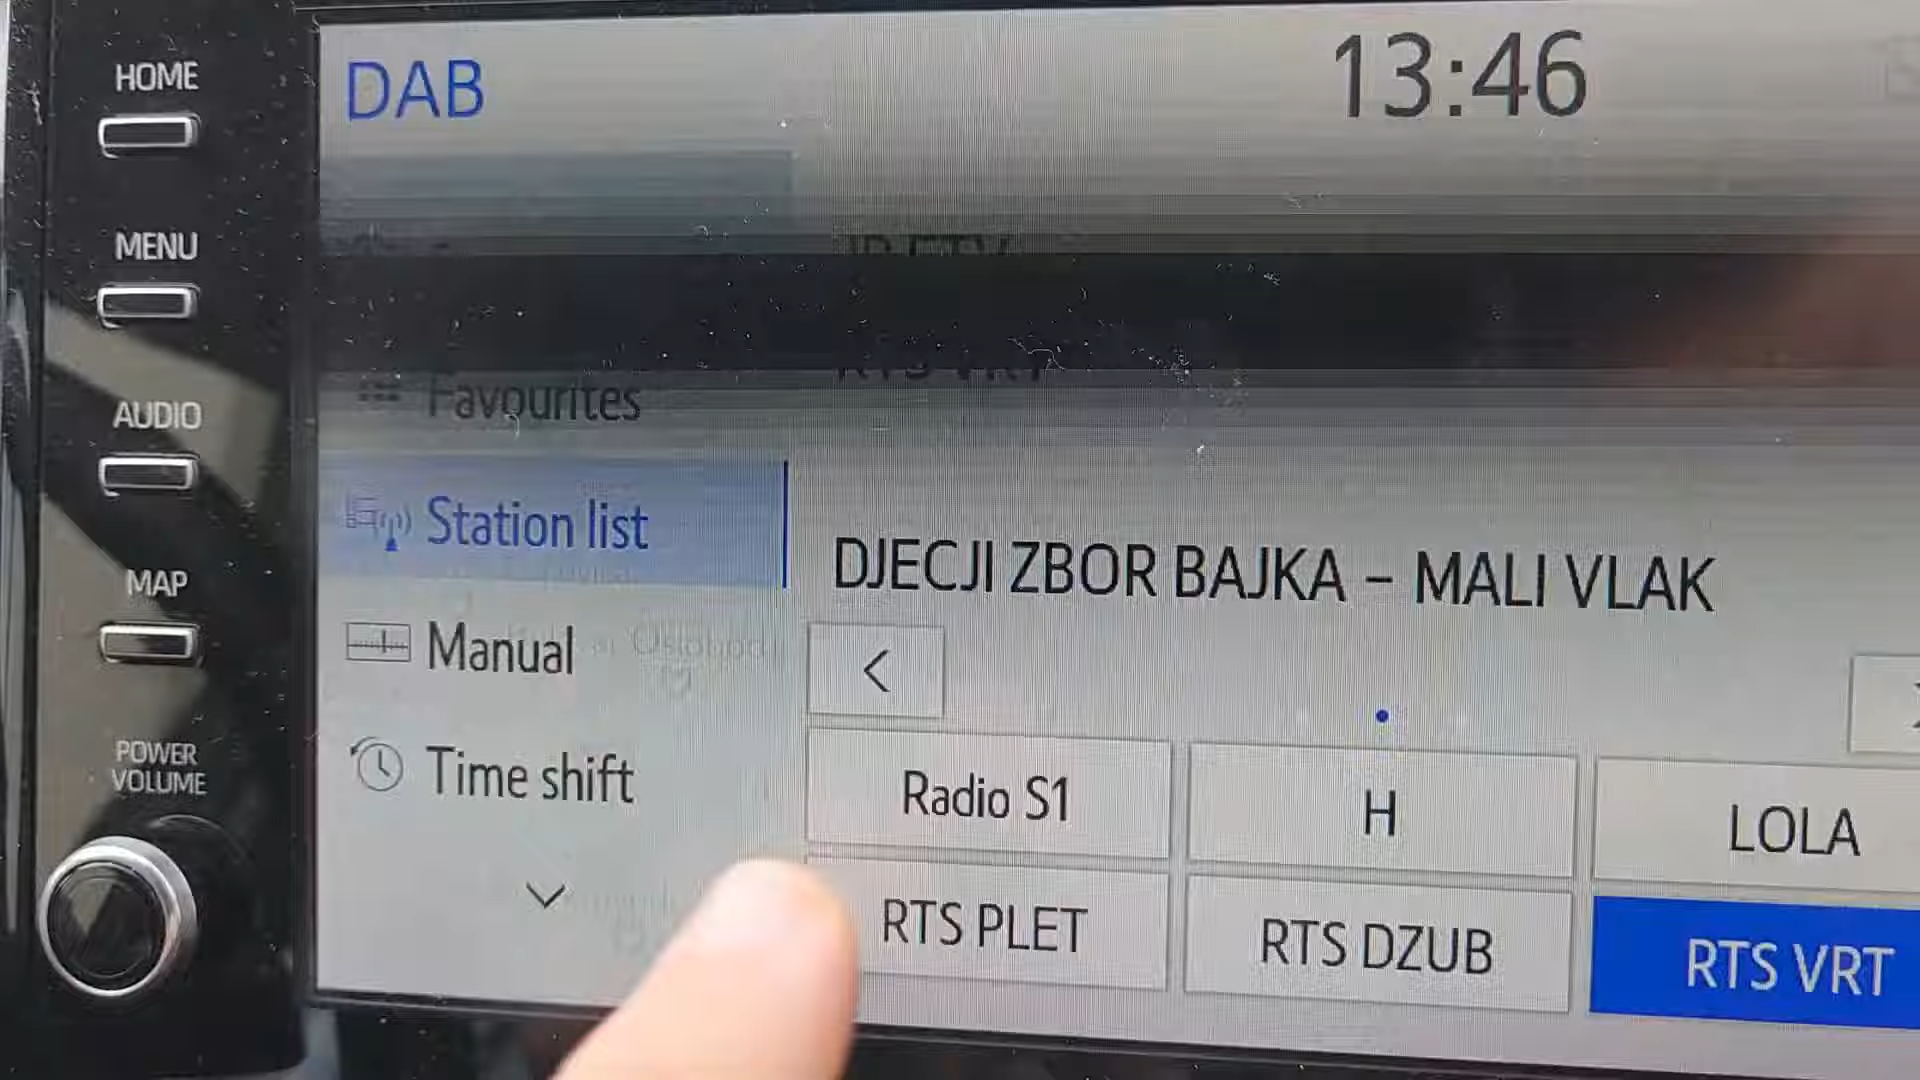 HOME
DAB
13:46
MENU
AUDIO
Favourites
Station list
DJECJI ZBOR BAJKA – MALI VLAK
MAP
Manual
<
POWER
VOLUME
Time shift
Radio S1
H
LOLA
RTS PLET
RTS DZUB
RTS VRT